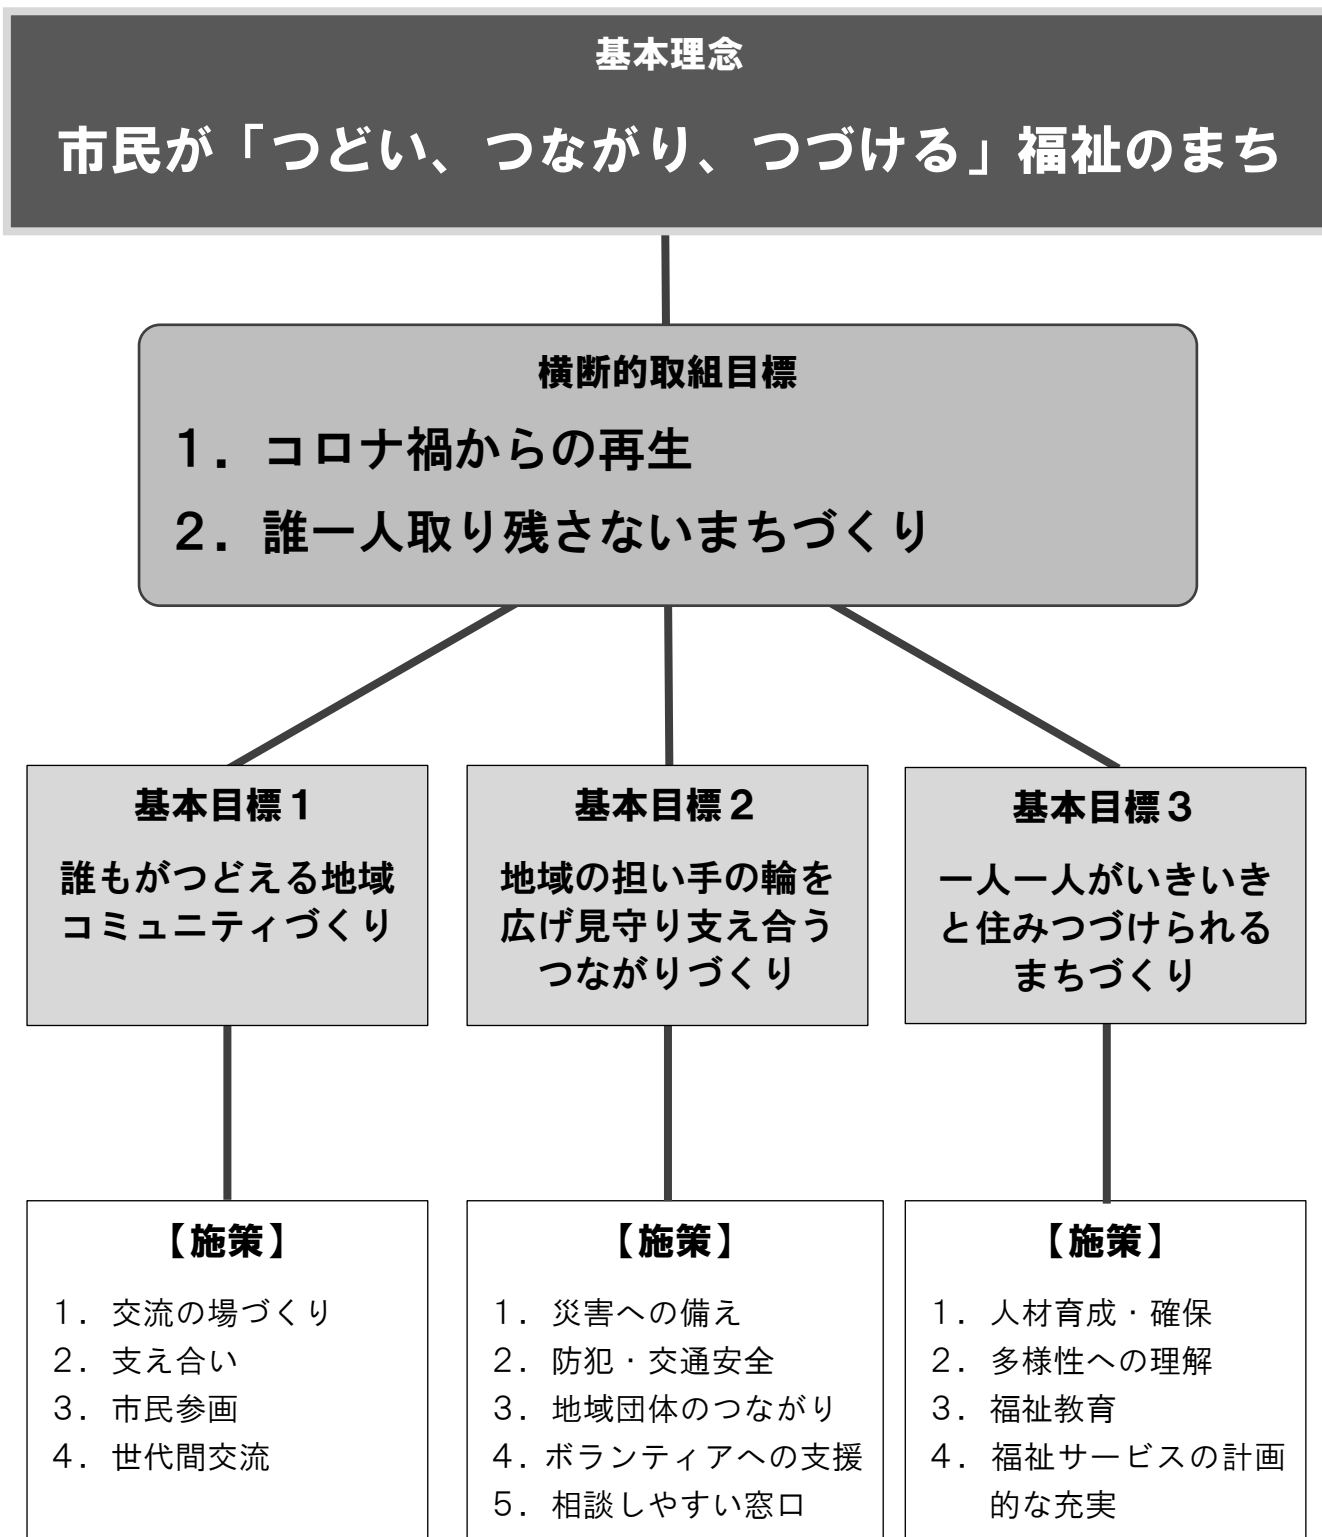 基本理念
市民が「つどい、つながり、つづける」福祉のまち
横断的取組目標
１．コロナ禍からの再生
２．誰一人取り残さないまちづくり
基本目標１
誰もがつどえる地域
コミュニティづくり
基本目標２
地域の担い手の輪を
広げ見守り支え合う
つながりづくり
基本目標３
一人一人がいきいき
と住みつづけられる
まちづくり
【施策】
１．交流の場づくり
２．支え合い
３．市民参画
４．世代間交流
【施策】
１．災害への備え
２．防犯・交通安全
３．地域団体のつながり
４．ボランティアへの支援
５．相談しやすい窓口
【施策】
１．人材育成・確保
２．多様性への理解
３．福祉教育
４．福祉サービスの計画
的な充実